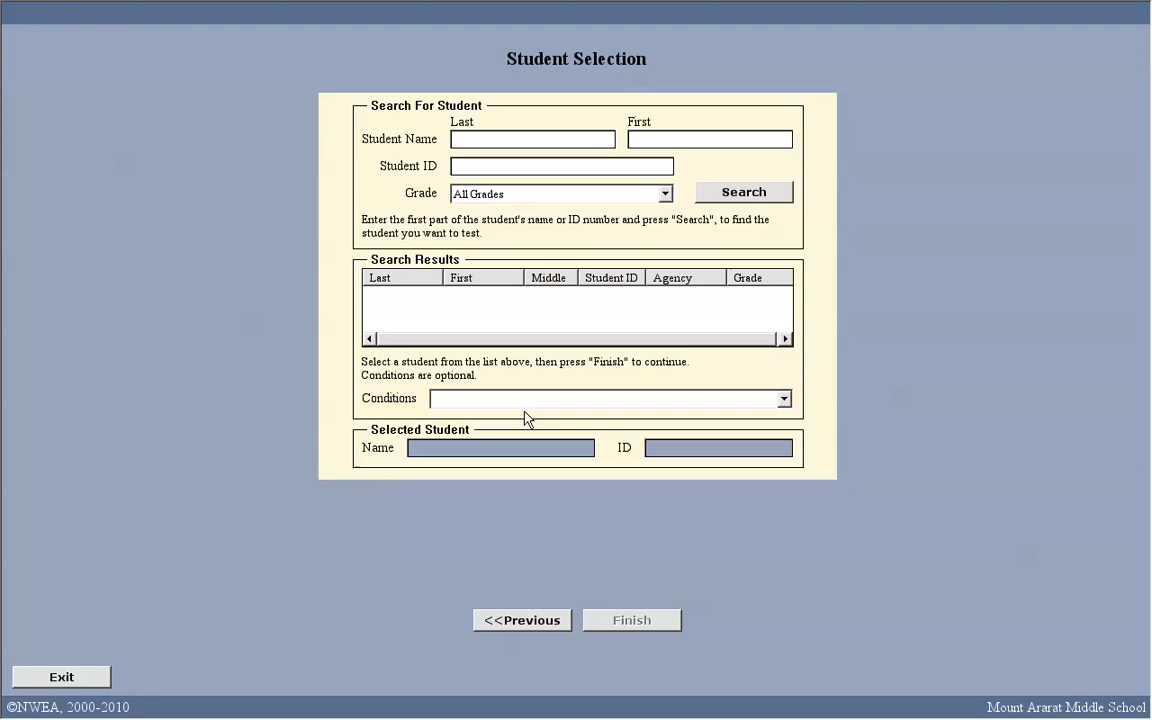 Student Selection
Search For Student
Last First
Student Name
Student ID
Grade All Grades Search
Enter the first part of the student's name or ID number and press "Search", to find the
student you want to test.
Search Results
Last First Middle Student ID Agency Grade
Select a student from the list above, then press "Finish" to continue.
Conditions are optional.
Conditions
Selected Student
Name ID
<<Previous Finish
Exit
©NWEA, 2000-2010 Mount Ararat Middle School